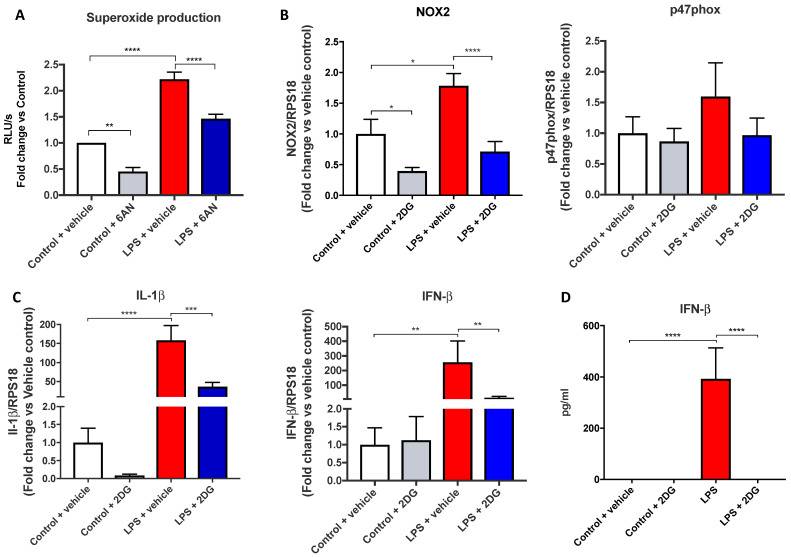 A
Superoxide production
RLU/s
Fold change vs Control
2.5
2.0
1.5
1.0
0.5
0.0
****
****
**
Control + vehicle
Control + 6AN
LPS + vehicle
LPS + 6AN
B
NOX2
NOX2/RPS18
(Fold change vs vehicle control)
2.5
2.0
1.5
1.0
0.5
0.0
*
****
*
Control + vehicle
Control + 2DG
LPS + vehicle
LPS + 2DG
p47phox
p47phox/RPS18
(Fold change vs vehicle control)
2.5
2.0
1.5
1.0
0.5
0.0
Control + vehicle
Control + 2DG
LPS + vehicle
LPS + 2DG
C
IL-1β
Il-1β/RPS18
(Fold change vs Vehicle control)
200
150
100
50
2.0
1.5
1.0
0.5
0.0
****
***
Control + vehicle
Control + 2DG
LPS + vehicle
LPS + 2DG
IFN-β
IFN-β/RPS18
(Fold change vs vehicle control)
500
400
300
200
100
2.0
1.5
1.0
0.5
0.0
**
**
Control + vehicle
Control + 2DG
LPS + vehicle
LPS + 2DG
D
IFN-β
pg/ml
600
400
200
0
****
****
Control + vehicle
Control + 2DG
LPS
LPS + 2DG